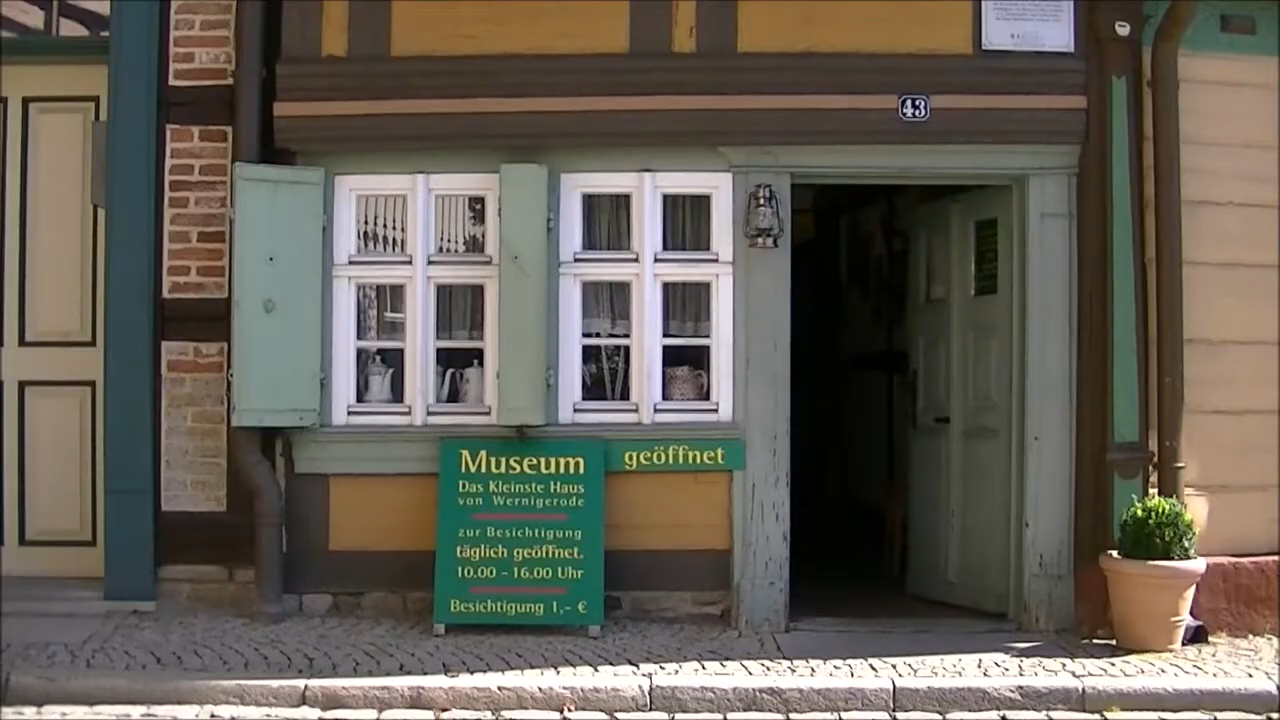 43
Museum
Das Kleinste Haus
von Wernigerode
zur Besichtigung
täglich geöffnet.
10.00 - 16.00 Uhr
Besichtigung 1,- €
geöffnet